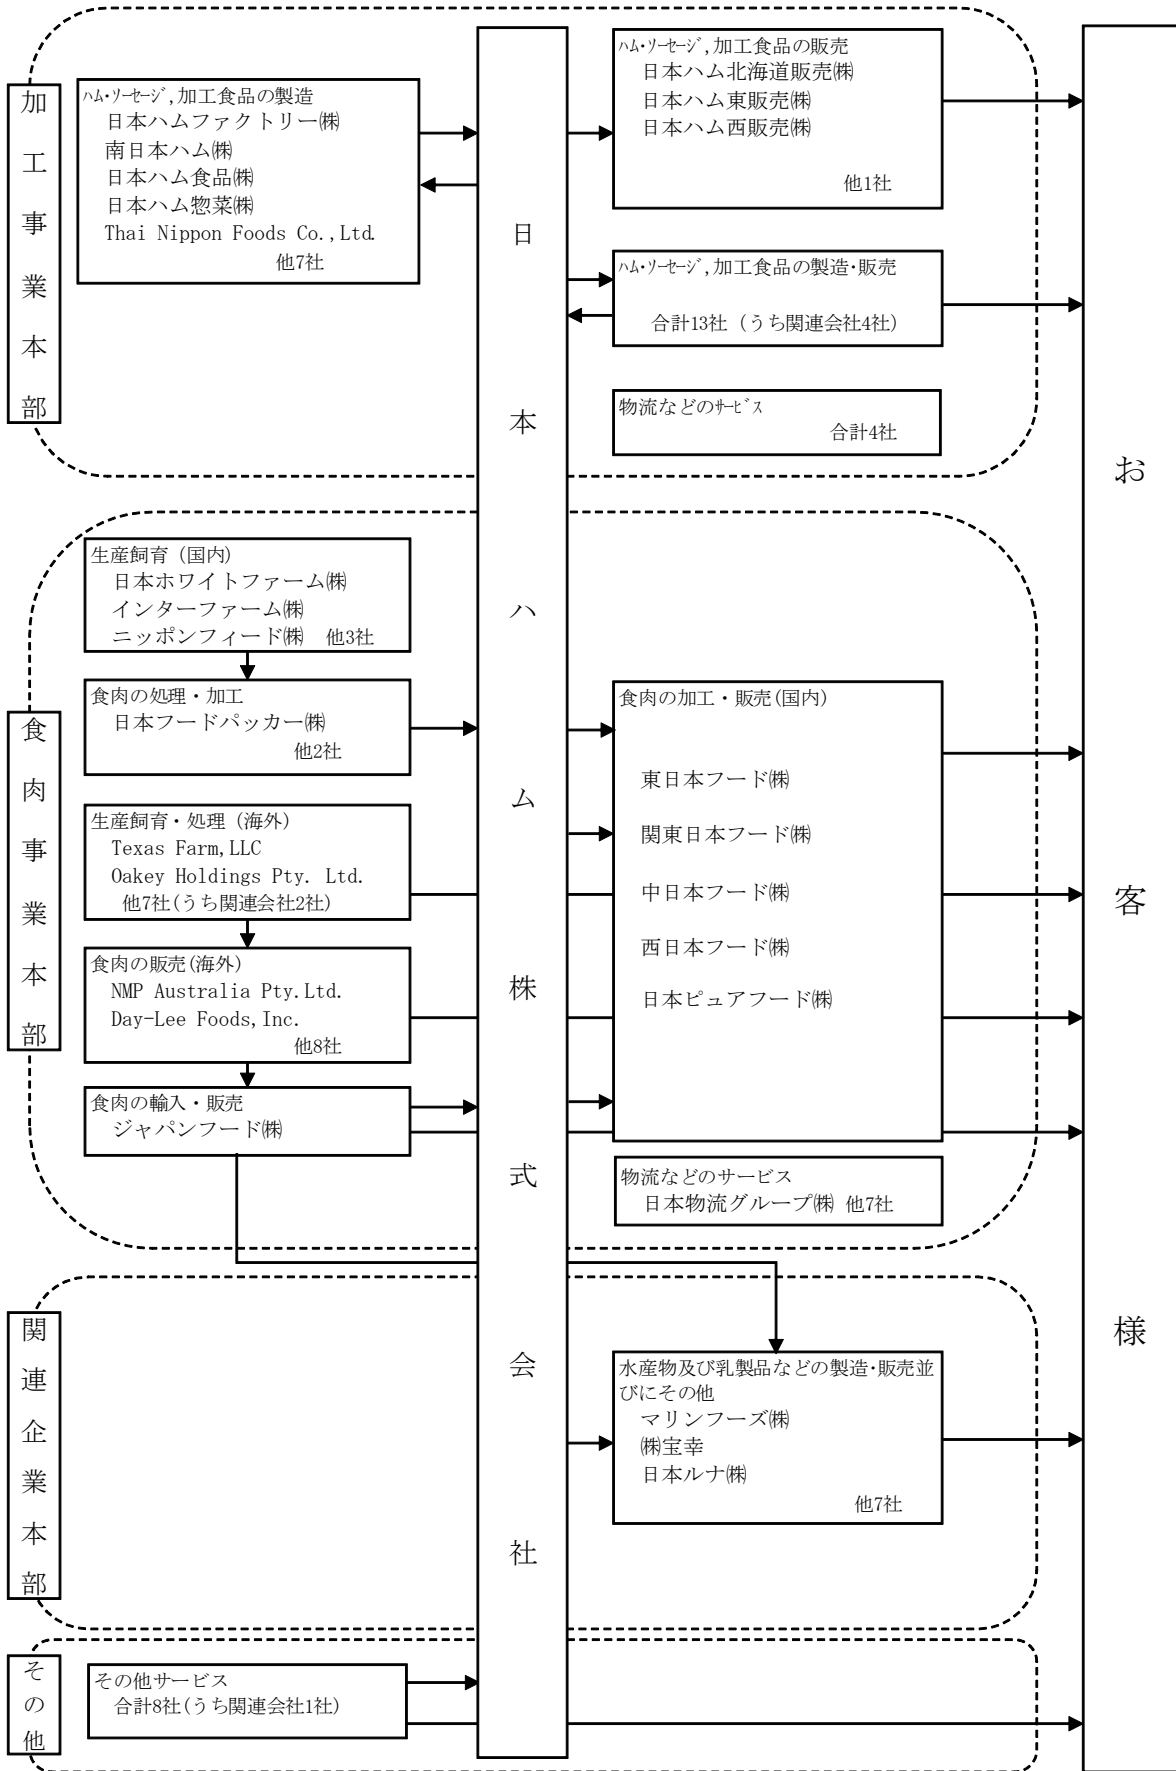 加工事業本部
ﾊﾑ・ｿｰｾｰｼﾞ,加工食品の製造
日本ハムファクトリー㈱
南日本ハム㈱
日本ハム食品㈱
日本ハム惣菜㈱
Thai Nippon Foods Co.,Ltd.
他7社
日本ハム株式会社
ﾊﾑ・ｿｰｾｰｼﾞ,加工食品の販売
日本ハム北海道販売㈱
日本ハム東販売㈱
日本ハム西販売㈱
他1社
ﾊﾑ・ｿｰｾｰｼﾞ,加工食品の製造・販売
合計13社 (うち関連会社4社)
物流などのｻｰﾋﾞｽ
合計4社
お客様
食肉事業本部
生産飼育 (国内)
日本ホワイトファーム㈱
インターファーム㈱
ニッポンフィード㈱ 他3社
食肉の処理・加工
日本フードパッカー㈱
他2社
生産飼育・処理 (海外)
Texas Farm,LLC
Oakey Holdings Pty. Ltd.
他7社(うち関連会社2社)
食肉の販売(海外)
NMP Australia Pty.Ltd.
Day-Lee Foods,Inc.
他8社
食肉の輸入・販売
ジャパンフード㈱
食肉の加工・販売(国内)
東日本フード㈱
関東日本フード㈱
中日本フード㈱
西日本フード㈱
日本ピュアフード㈱
物流などのサービス
日本物流グループ㈱ 他7社
関連企業本部
水産物及び乳製品などの製造・販売並
びにその他
マリンフーズ㈱
㈱宝幸
日本ルナ㈱
他7社
その他
その他サービス
合計8社(うち関連会社1社)